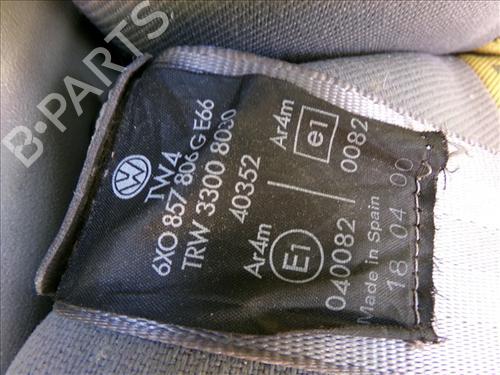 B-PARTS
TW4
6X0 857 806 G E66
TRW 3300 8030
40352
Ar4m Ar4m
E1 e1
040082 0082
Made in Spain
18 04 00